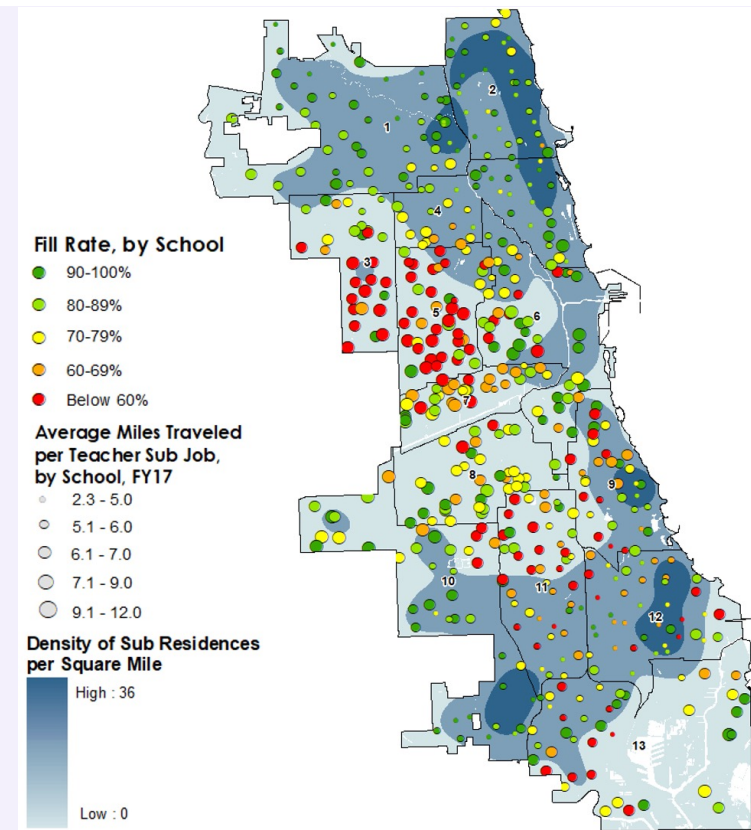 Fill Rate, by School
90-100%
80-89%
70-79%
60-69%
Below 60%
Average Miles Traveled
per Teacher Sub Job,
by School, FY17
2.3 - 5.0
5.1 - 6.0
6.1 - 7.0
7.1 - 9.0
9.1 - 12.0
Density of Sub Residences
per Square Mile
High : 36
Low : 0
2
1
4
3
5
6
7
8
9
10
11
12
13